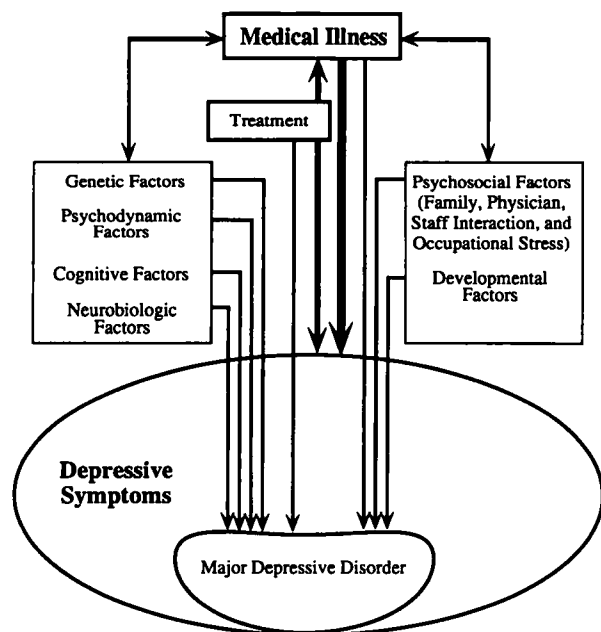 Medical Illness
Treatment
Genetic Factors
Psychodynamic
Factors
Cognitive Factors
Neurobiologic
Factors
Psychosocial Factors
(Family, Physician,
Staff Interaction, and
Occupational Stress)
Developmental
Factors
Depressive
Symptoms
Major Depressive Disorder